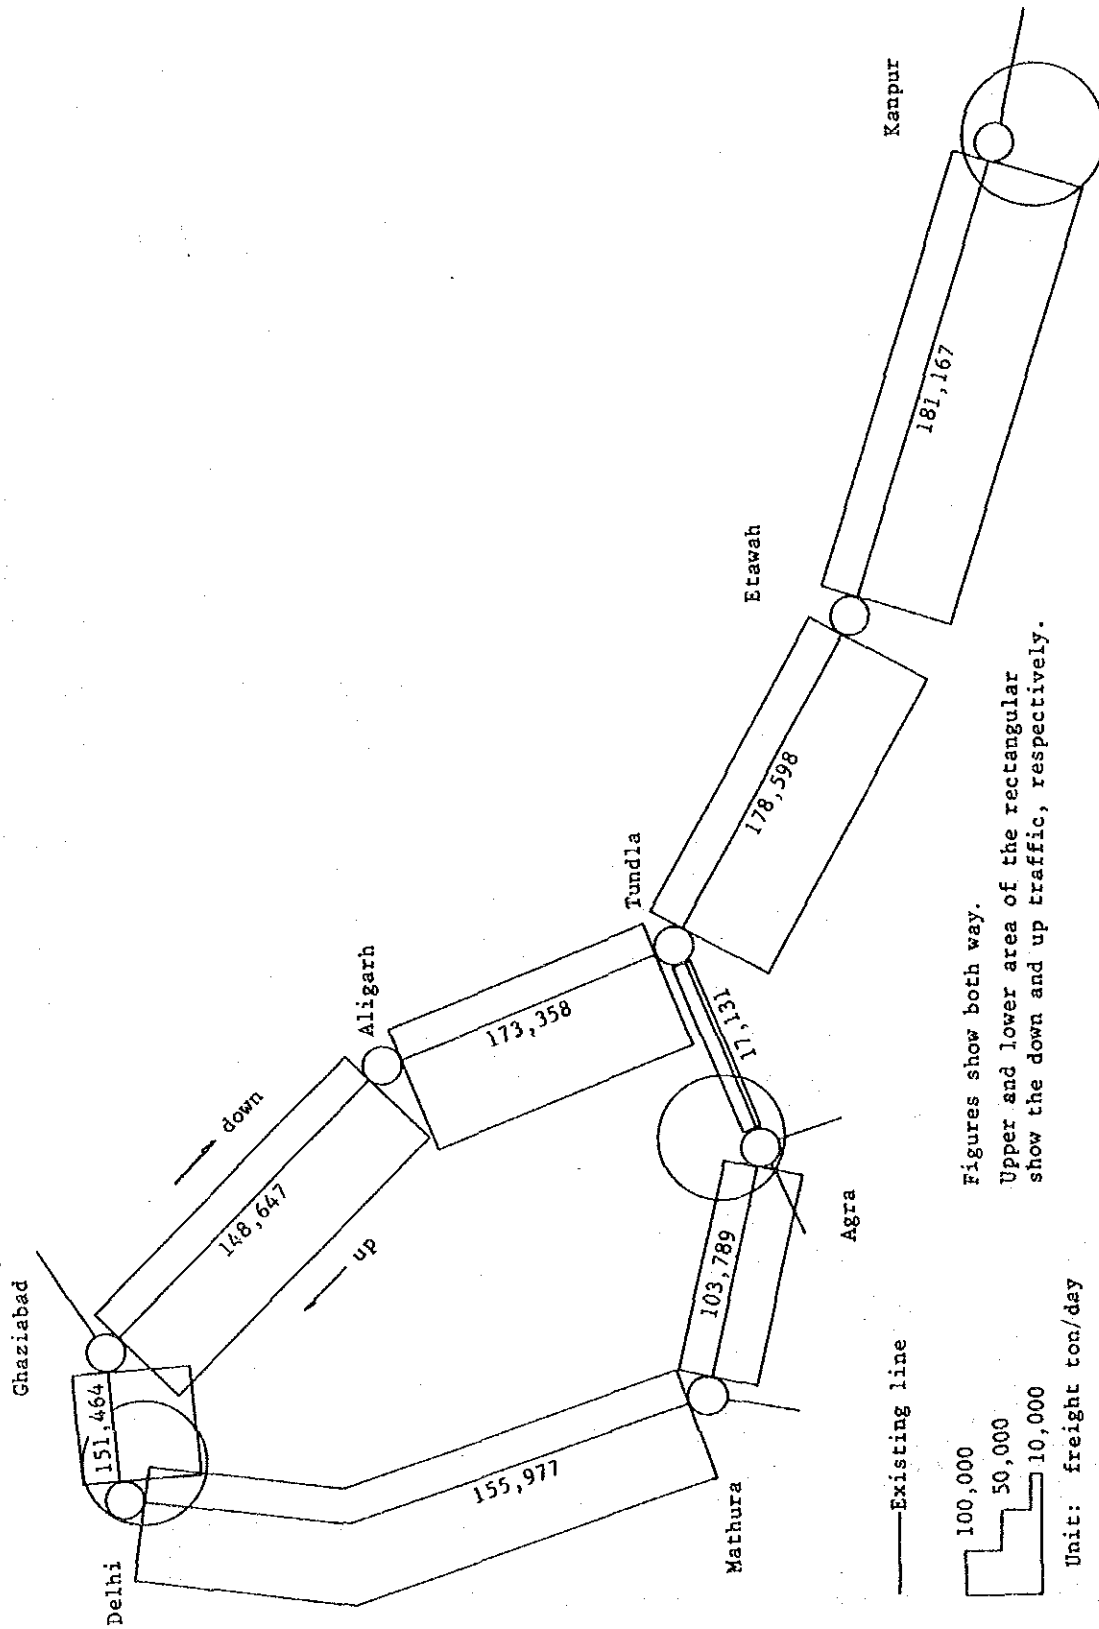 Ghaziabad
Delhi
151,464
down
148,647
up
Aligarh
173,358
Tundla
17,131
155,977
Mathura
103,789
Agra
178,598
Etawah
181,167
Kanpur
Existing line
100,000
50,000
10,000
Unit: freight ton/day
Figures show both way.
Upper and lower area of the rectangular
show the down and up traffic, respectively.